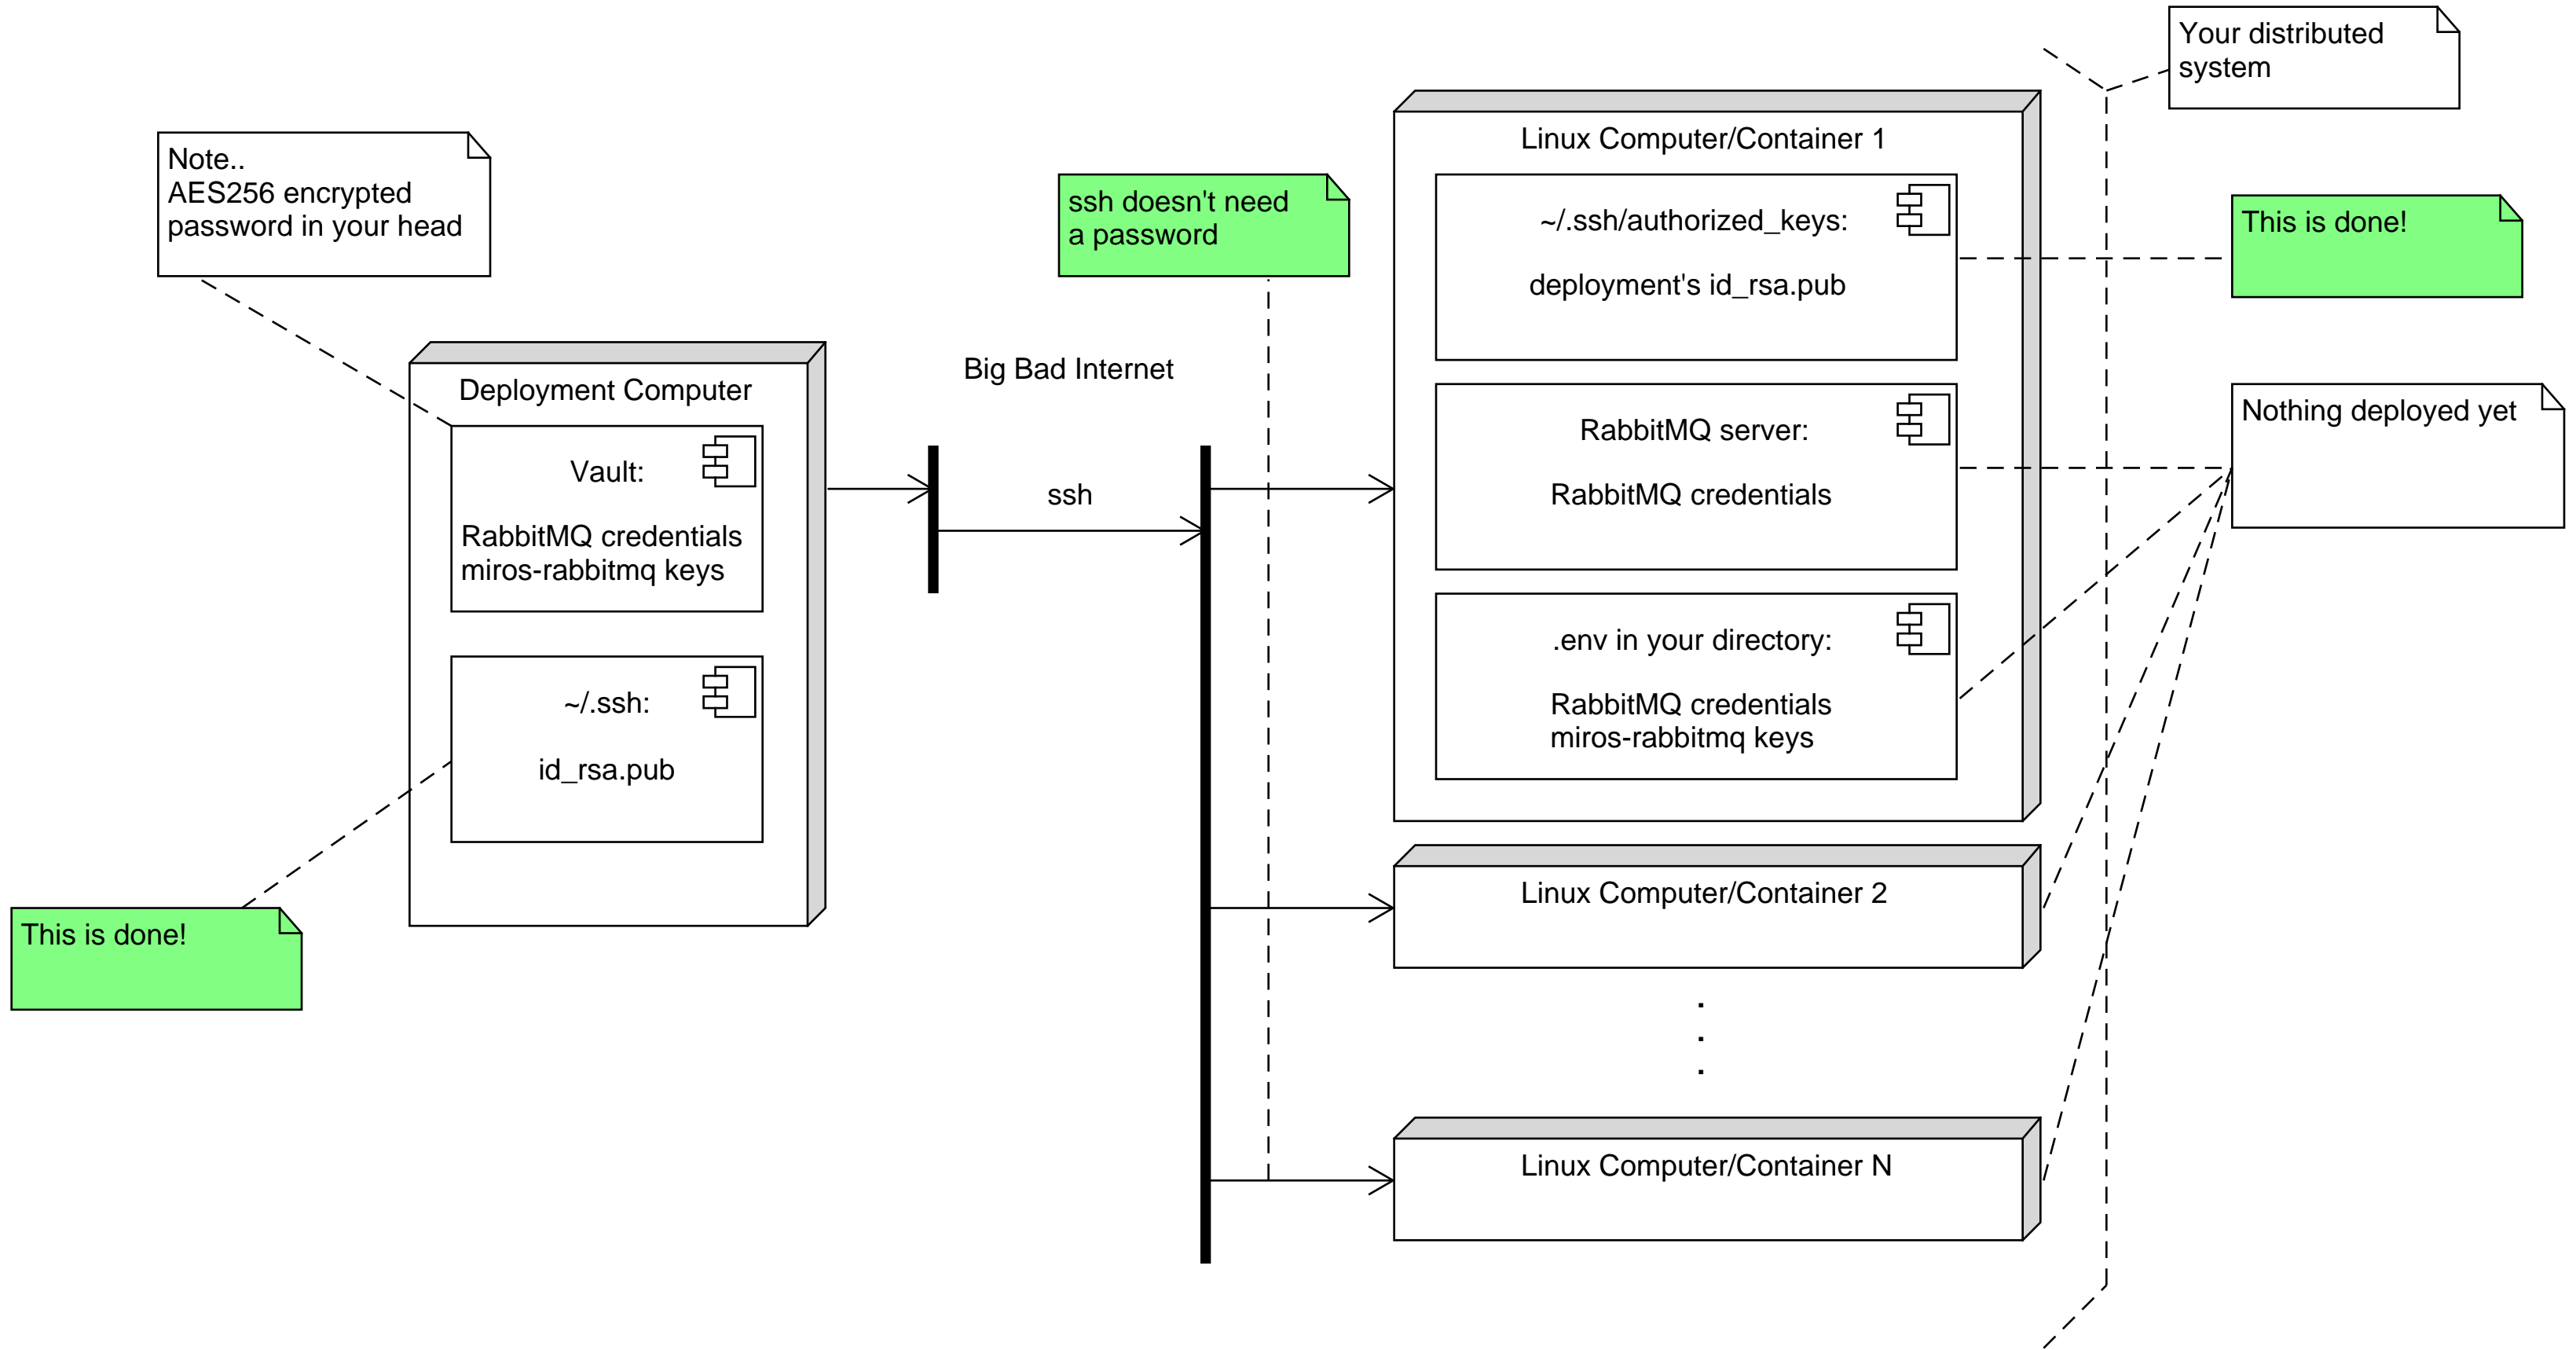 Your distributed
system
Note..
AES256 encrypted
password in your head
ssh doesn't need
a password
Linux Computer/Container 1
~/.ssh/authorized_keys:
deployment's id_rsa.pub
This is done!
Big Bad Internet
Deployment Computer
Vault:
RabbitMQ credentials
miros-rabbitmq keys
ssh
RabbitMQ server:
RabbitMQ credentials
Nothing deployed yet
.env in your directory:
RabbitMQ credentials
miros-rabbitmq keys
~/.ssh:
id_rsa.pub
This is done!
Linux Computer/Container 2
.
.
.
Linux Computer/Container N